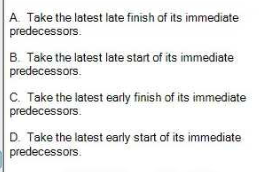 A. Take the latest late finish of its immediate
predecessors.
B. Take the latest late start of its immediate
predecessors.
C. Take the latest early finish of its immediate
predecessors.
D. Take the latest early start of its immediate
predecessors.